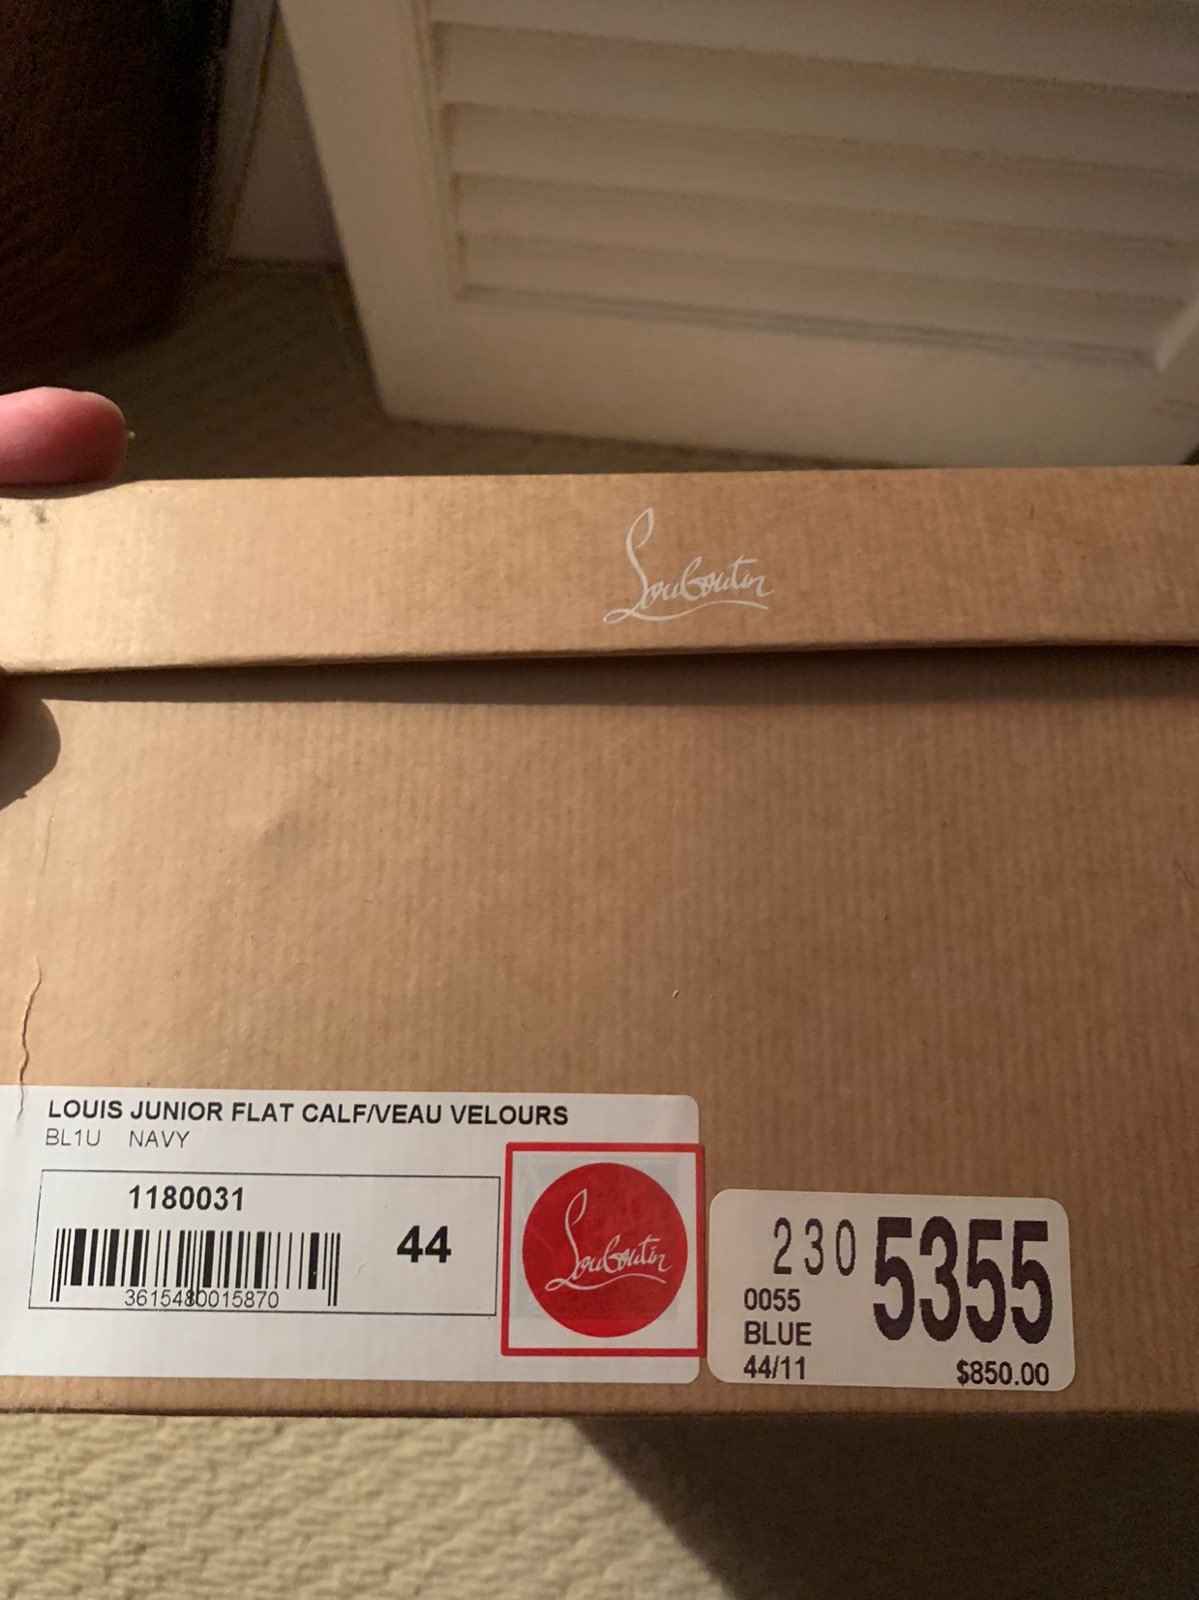 Louboutin
LOUIS JUNIOR FLAT CALF/VEAU VELOURS
BL1U NAVY
1180031
44
3615480015870
Louboutin
230 5355
0055
BLUE
44/11 $850.00